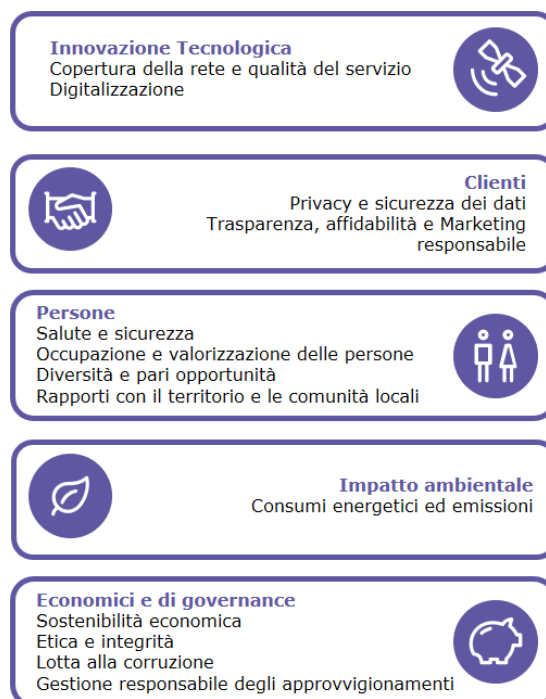 Innovazione Tecnologica
Copertura della rete e qualità del servizio
Digitalizzazione
Clienti
Privacy e sicurezza dei dati
Trasparenza, affidabilità e Marketing
responsabile
Persone
Salute e sicurezza
Occupazione e valorizzazione delle persone
Diversità e pari opportunità
Rapporti con il territorio e le comunità locali
Impatto ambientale
Consumi energetici ed emissioni
Economici e di governance
Sostenibilità economica
Etica e integrità
Lotta alla corruzione
Gestione responsabile degli approvvigionamenti